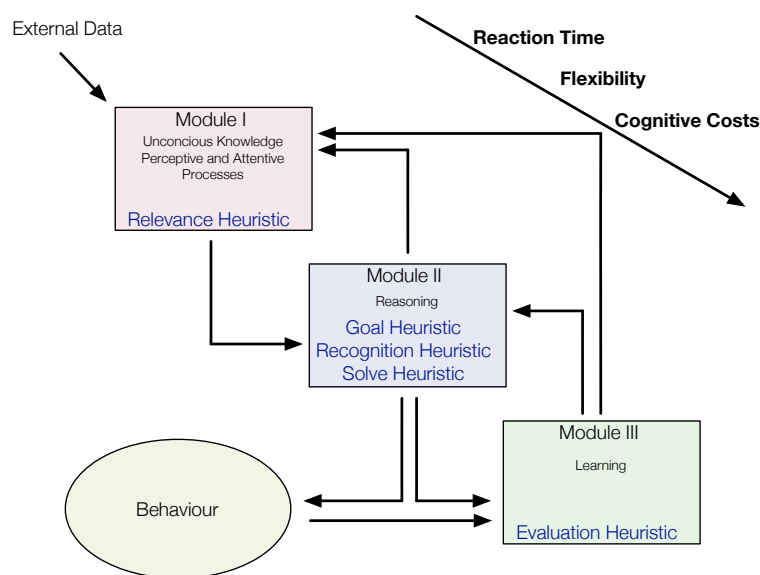 External Data
Reaction Time
Flexibility
Cognitive Costs
Module I
Unconcious Knowledge
Perceptive and Attentive
Processes
Relevance Heuristic
Module II
Reasoning
Goal Heuristic
Recognition Heuristic
Solve Heuristic
Module III
Learning
Evaluation Heuristic
Behaviour